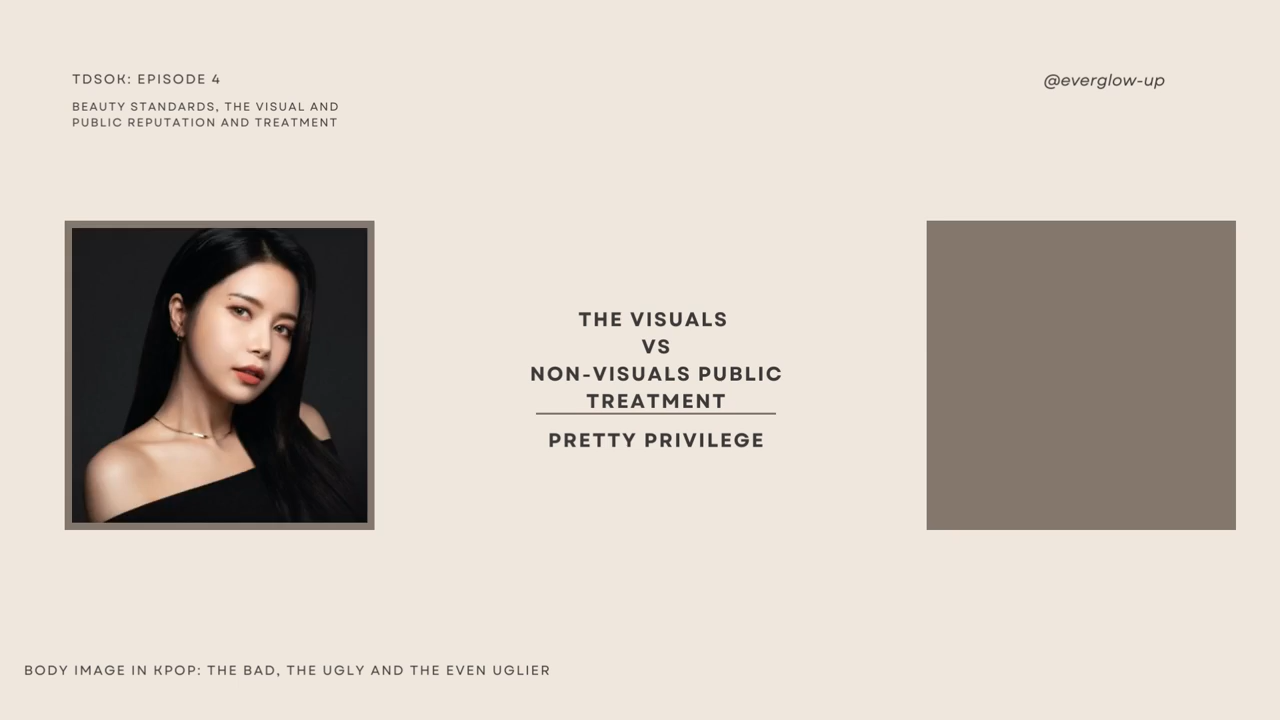 TDSOK: EPISODE 4
BEAUTY STANDARDS, THE VISUAL AND
PUBLIC REPUTATION AND TREATMENT
@everglow-up
THE VISUALS
VS
NON-VISUALS PUBLIC
TREATMENT
PRETTY PRIVILEGE
BODY IMAGE IN KPOP: THE BAD, THE UGLY AND THE EVEN UGLIER